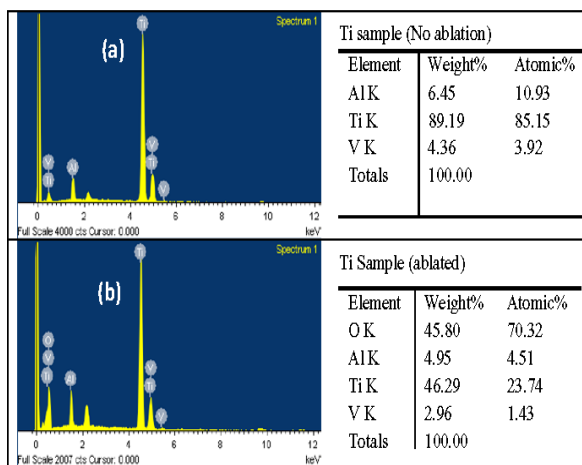 Spectrum 1
(a)
Ti
V
Ti
Al
V
Ti
V
0 2 4 6 8 10 12
Full Scale 4000 cts Cursor: 0.000 keV
Ti sample (No ablation)
Element Weight% Atomic%
Al K 6.45 10.93
Ti K 89.19 85.15
V K 4.36 3.92
Totals 100.00
Spectrum 1
(b)
Ti
O
V
Ti
Al
V
Ti
V
0 2 4 6 8 10 12
Full Scale 2007 cts Cursor: 0.000 keV
Ti Sample (ablated)
Element Weight% Atomic%
O K 45.80 70.32
Al K 4.95 4.51
Ti K 46.29 23.74
V K 2.96 1.43
Totals 100.00